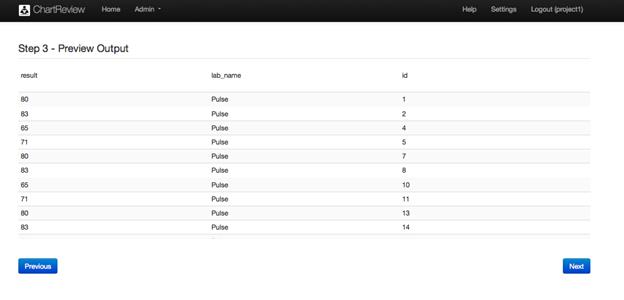 ChartReview Home Admin Help Settings Logout (project1)
Step 3 - Preview Output
result lab_name id
80 Pulse 1
83 Pulse 2
65 Pulse 4
71 Pulse 5
80 Pulse 7
83 Pulse 8
65 Pulse 10
71 Pulse 11
80 Pulse 13
83 Pulse 14
Previous Next